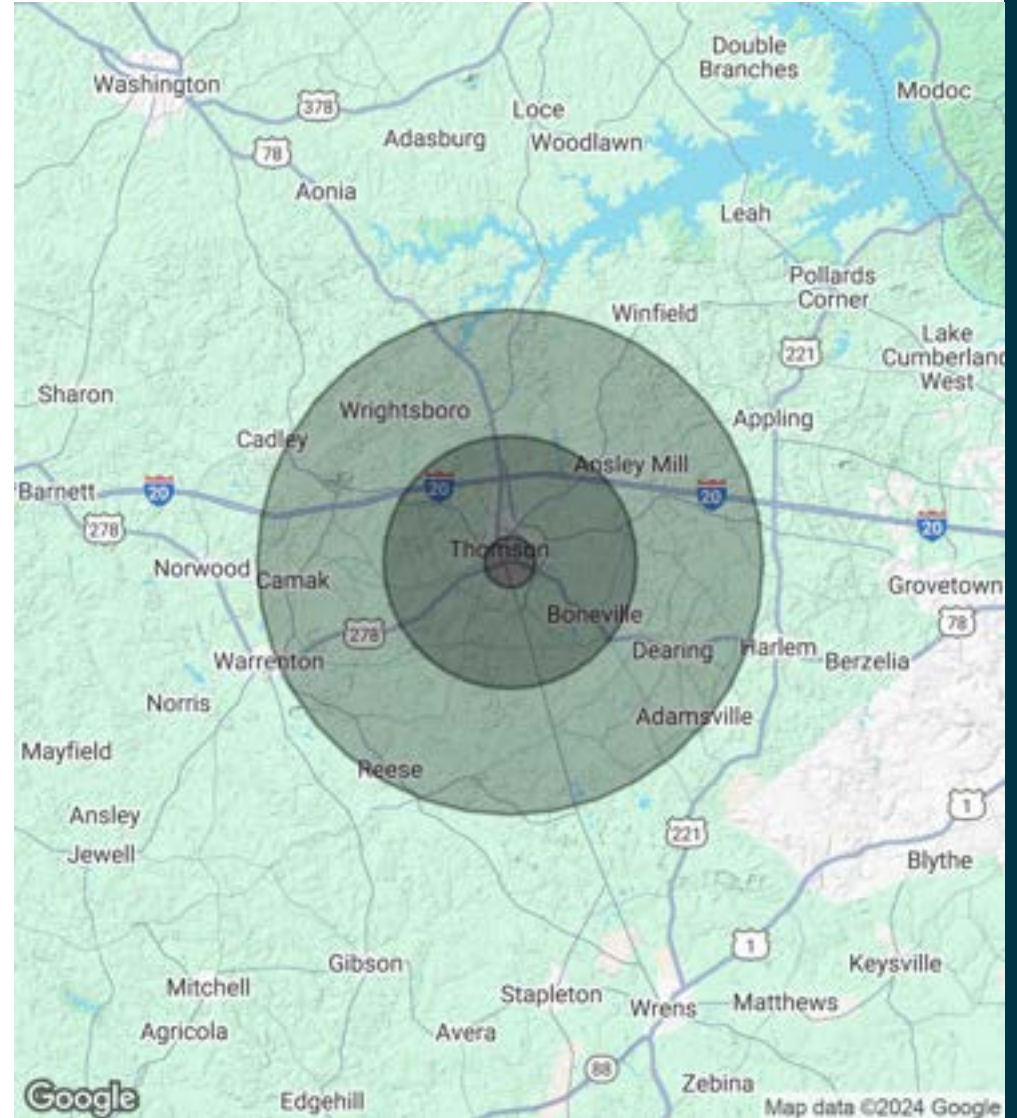 Double
Branches
Modoc
Washington
378
Loce
Adasburg
Woodlawn
78
Aonia
Leah
Pollards
Corner
Winfield
221
Lake
Cumberland
West
Sharon
Wrightsboro
Appling
Cadley
Ansley Mill
Barnett
20
20
20
20
278
Thomson
Norwood
Camak
Grovetown
Boneville
78
278
Dearing
Harlem
Warrenton
Berzelia
Norris
Adamsville
Mayfield
Reese
1
Ansley
221
Jewell
Blythe
1
Gibson
Keysville
Mitchell
Stapleton
Wrens
Matthews
Agricola
Avera
88
Zebina
Google
Edgehill
Map data ©2024 Google